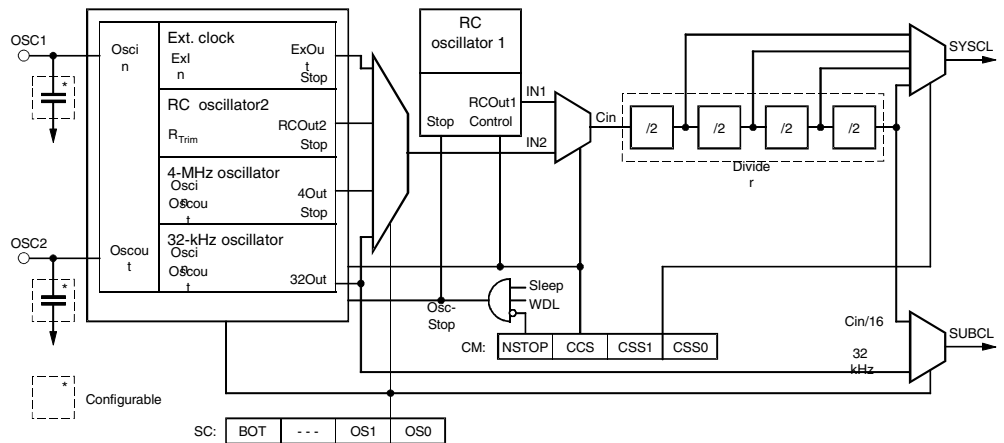 OSC1
*
OSC2
*
*
Configurable
Osci
n
Oscou
t
Ext. clock
ExI
n
ExOu
t
Stop
RC oscillator2
RTrim
RCOut2
Stop
4-MHz oscillator
Osci
n
Oscou
t
4Out
Stop
32-kHz oscillator
Osci
n
Oscou
t
32Out
RC
oscillator 1
RCOut1
Stop
Control
IN1
IN2
Cin
/2
/2
/2
/2
Divide
r
SYSCL
Osc-
Stop
Sleep
WDL
CM:
NSTOP
CCS
CSS1
CSS0
Cin/16
32
kHz
SUBCL
SC:
BOT
- - -
OS1
OS0